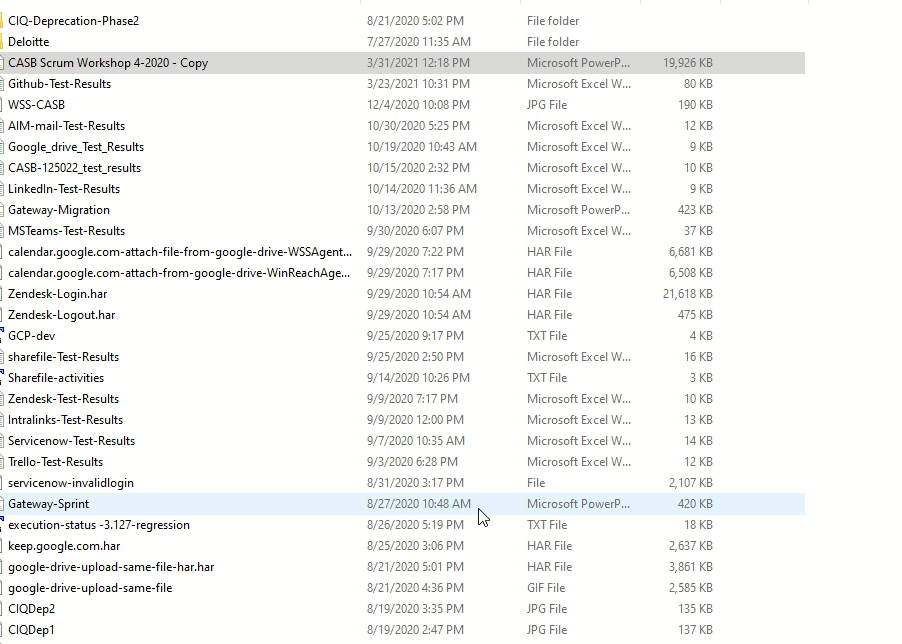 CIQ-Deprecation-Phase2 8/21/2020 5:02 PM File folder
Deloitte 7/27/2020 11:35 AM File folder
CASB Scrum Workshop 4-2020 - Copy 3/31/2021 12:18 PM Microsoft PowerP... 19,926 KB
Github-Test-Results 3/23/2021 10:31 PM Microsoft Excel W... 80 KB
WSS-CASB 12/4/2020 10:08 PM JPG File 190 KB
AIM-mail-Test-Results 10/30/2020 5:25 PM Microsoft Excel W... 12 KB
Google_drive_Test_Results 10/19/2020 10:43 AM Microsoft Excel W... 9 KB
CASB-125022_test_results 10/15/2020 2:32 PM Microsoft Excel W... 10 KB
LinkedIn-Test-Results 10/14/2020 11:36 AM Microsoft Excel W... 9 KB
Gateway-Migration 10/13/2020 2:58 PM Microsoft PowerP... 423 KB
MSTeams-Test-Results 9/30/2020 6:07 PM Microsoft Excel W... 37 KB
calendar.google.com-attach-file-from-google-drive-WSSAgent... 9/29/2020 7:22 PM HAR File 6,681 KB
calendar.google.com-attach-from-google-drive-WinReachAge... 9/29/2020 7:17 PM HAR File 6,508 KB
Zendesk-Login.har 9/29/2020 10:54 AM HAR File 21,618 KB
Zendesk-Logout.har 9/29/2020 10:54 AM HAR File 475 KB
GCP-dev 9/25/2020 9:17 PM TXT File 4 KB
sharefile-Test-Results 9/25/2020 2:50 PM Microsoft Excel W... 16 KB
Sharefile-activities 9/14/2020 10:26 PM TXT File 3 KB
Zendesk-Test-Results 9/9/2020 7:17 PM Microsoft Excel W... 10 KB
Intralinks-Test-Results 9/9/2020 12:00 PM Microsoft Excel W... 13 KB
Servicenow-Test-Results 9/7/2020 10:35 AM Microsoft Excel W... 14 KB
Trello-Test-Results 9/3/2020 6:28 PM Microsoft Excel W... 12 KB
servicenow-invalidlogin 8/31/2020 3:17 PM File 2,107 KB
Gateway-Sprint 8/27/2020 10:48 AM Microsoft PowerP... 420 KB
execution-status -3.127-regression 8/26/2020 5:19 PM TXT File 18 KB
keep.google.com.har 8/25/2020 3:06 PM HAR File 2,637 KB
google-drive-upload-same-file-har.har 8/21/2020 5:01 PM HAR File 3,861 KB
google-drive-upload-same-file 8/21/2020 4:36 PM GIF File 2,585 KB
CIQDep2 8/19/2020 3:35 PM JPG File 135 KB
CIQDep1 8/19/2020 2:47 PM JPG File 137 KB